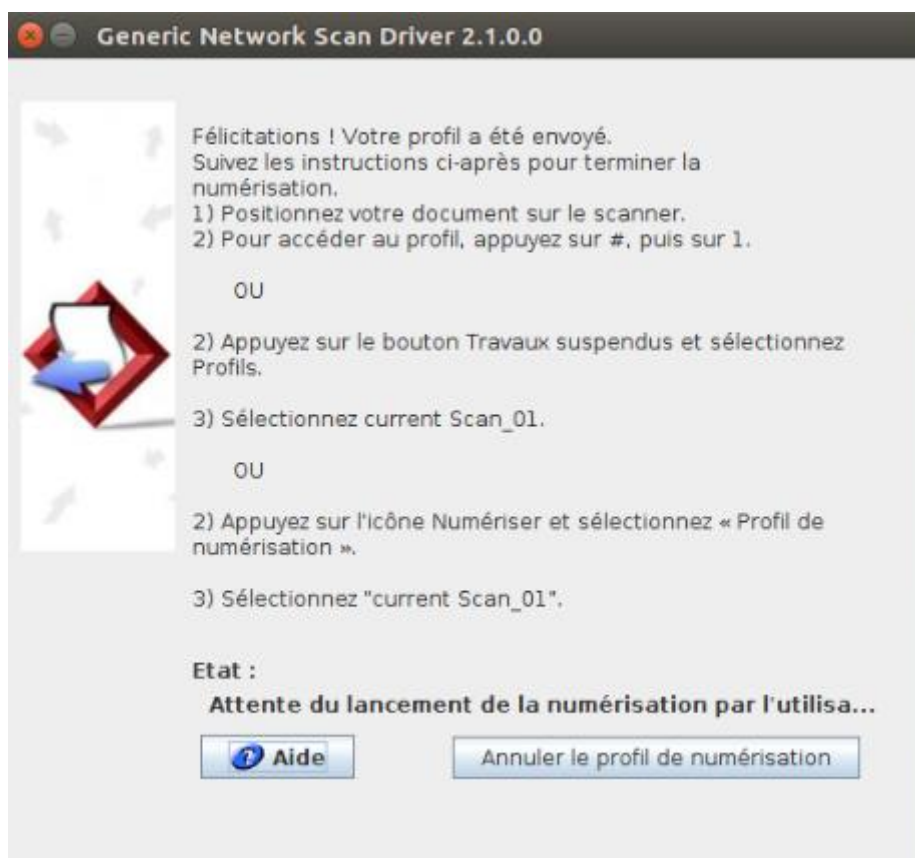 Generic Network Scan Driver 2.1.0.0
Félicitations ! Votre profil a été envoyé.
Suivez les instructions ci-après pour terminer la
numérisation.
1) Positionnez votre document sur le scanner.
2) Pour accéder au profil, appuyez sur #, puis sur 1.
OU
2) Appuyez sur le bouton Travaux suspendus et sélectionnez
Profils.
3) Sélectionnez current Scan_01.
OU
2) Appuyez sur l'icône Numériser et sélectionnez « Profil de
numérisation ».
3) Sélectionnez "current Scan_01".
Etat :
Attente du lancement de la numérisation par l'utilisa...
Aide
Annuler le profil de numérisation